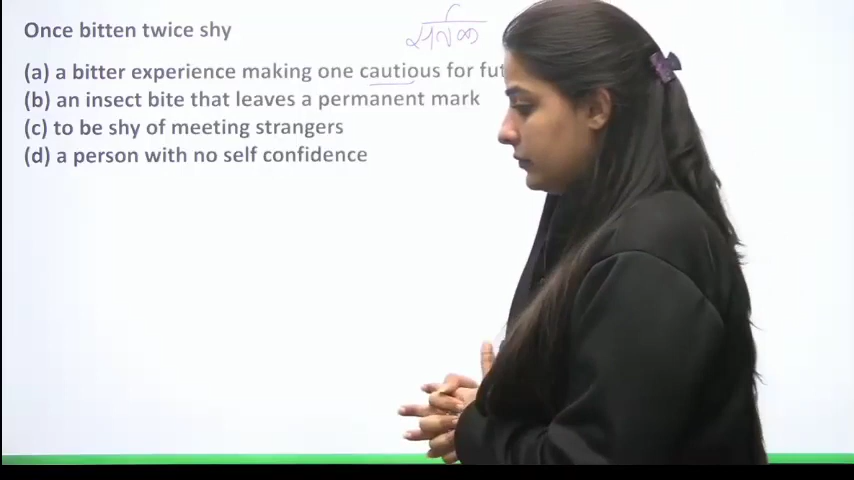 Once bitten twice shy
सतर्क
(a) a bitter experience making one cautious for fut
(b) an insect bite that leaves a permanent mark
(c) to be shy of meeting strangers
(d) a person with no self confidence